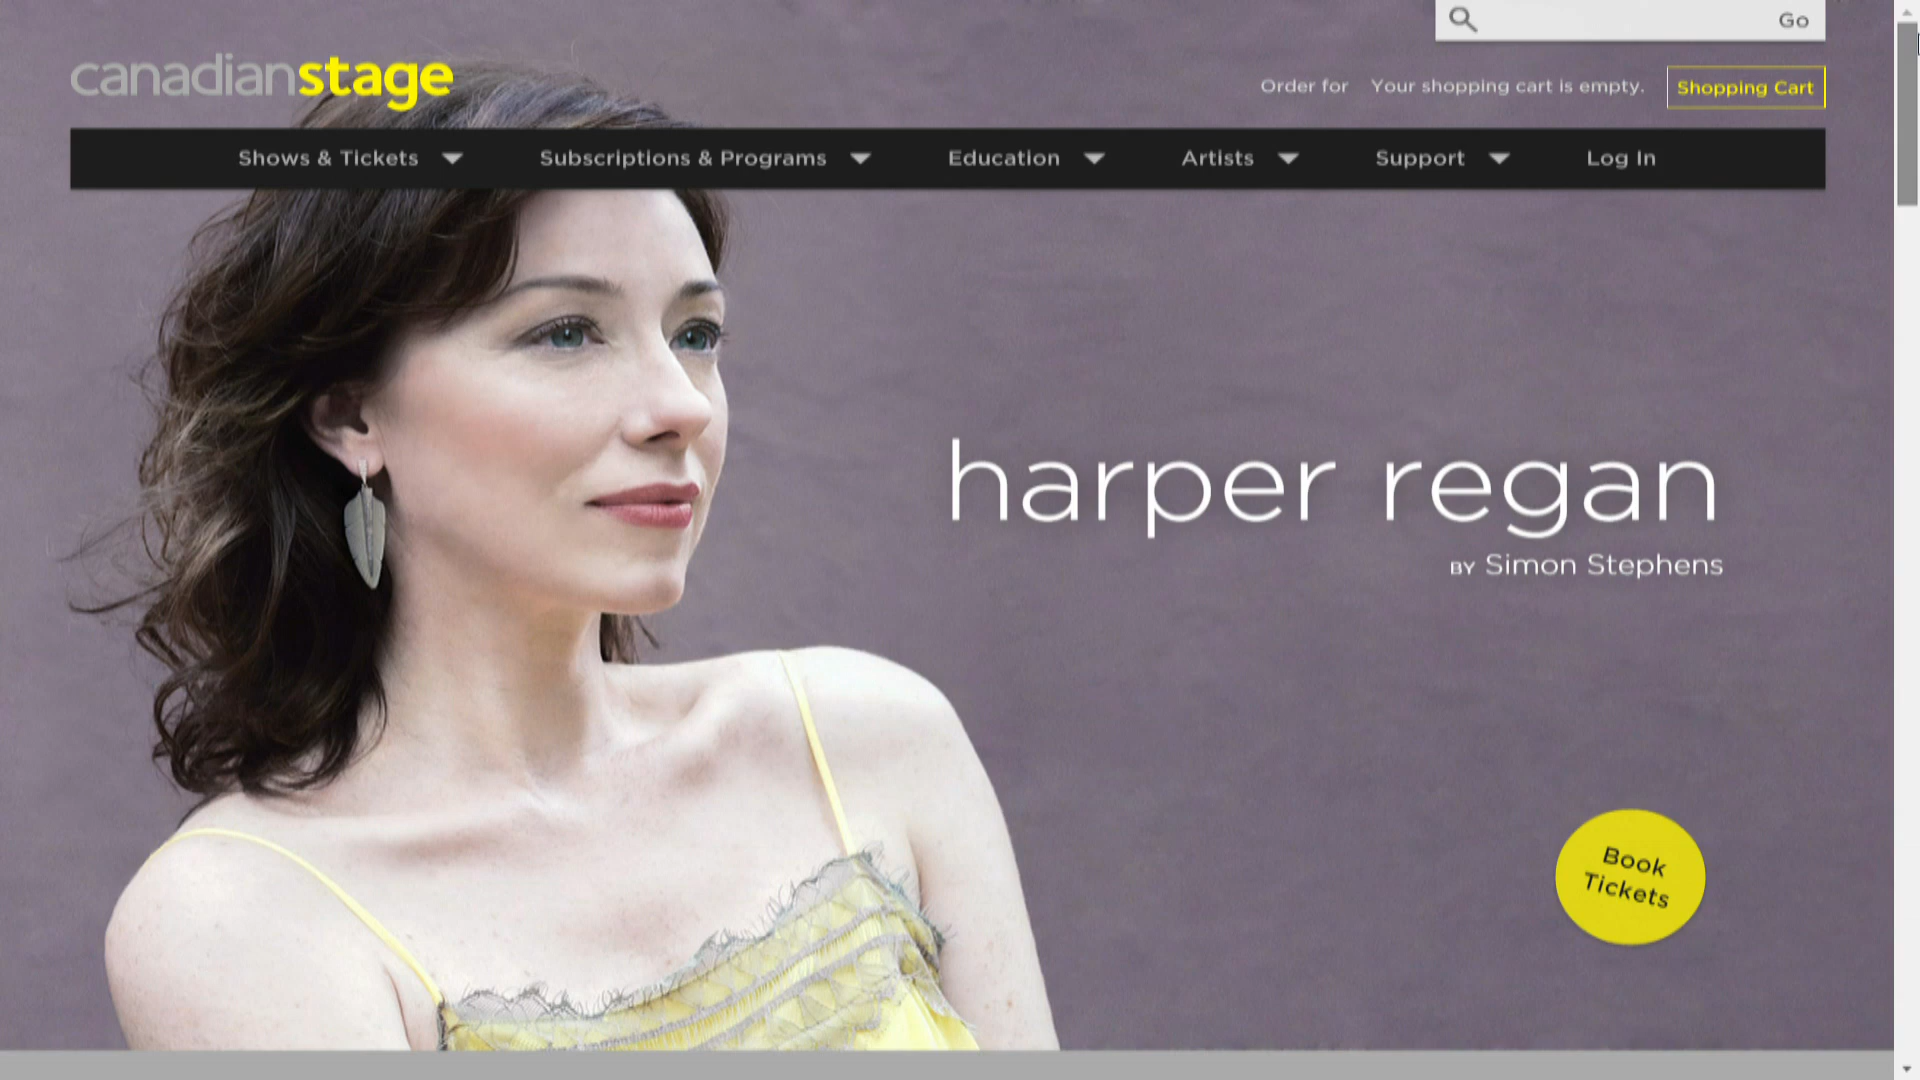 Go
canadianstage
Order for Your shopping cart is empty. Shopping Cart
Shows & Tickets Subscriptions & Programs Education Artists Support Log In
harper regan
BY Simon Stephens
Book
Tickets